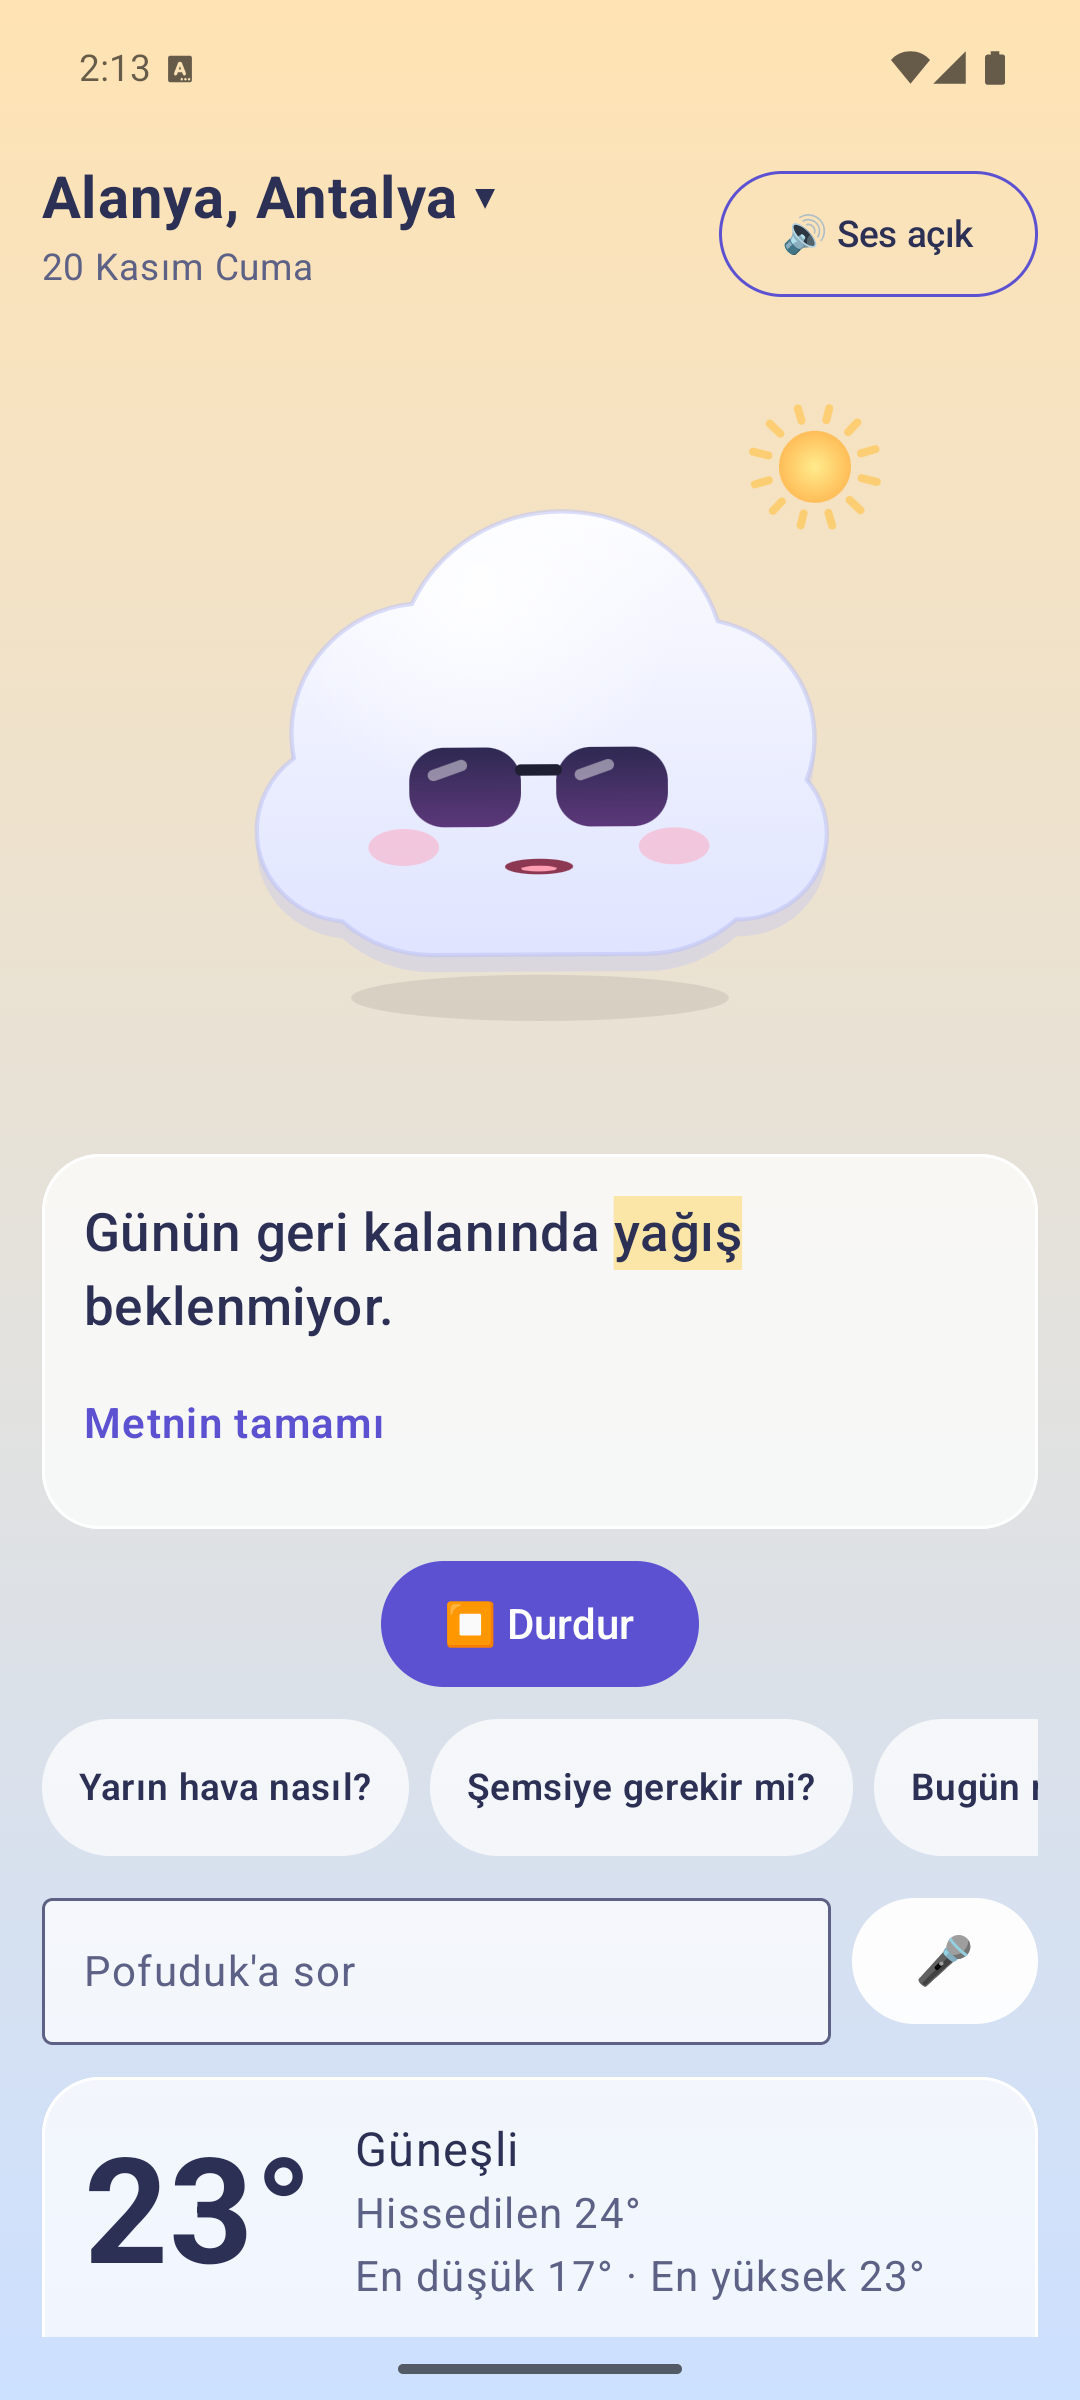 2:13
Alanya, Antalya ▾
20 Kasım Cuma
Ses açık
Günün geri kalanında yağış
beklenmiyor.
Metnin tamamı
Durdur
Yarın hava nasıl?
Şemsiye gerekir mi?
Bugün
Pofuduk'a sor
23°
Güneşli
Hissedilen 24°
En düşük 17° · En yüksek 23°